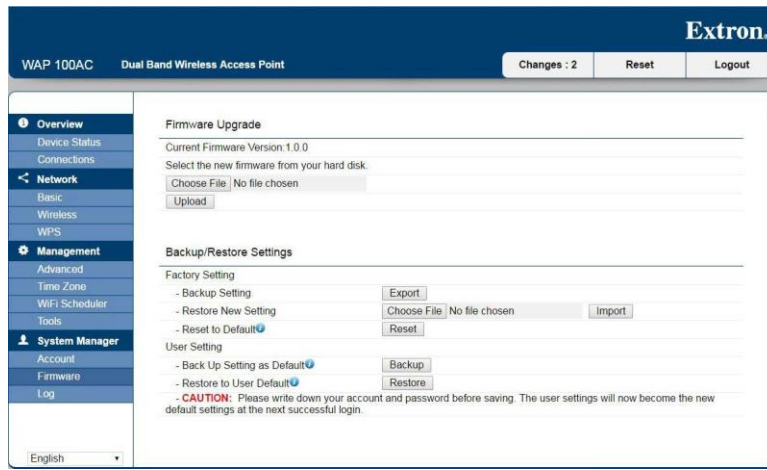 Extron
WAP 100AC Dual Band Wireless Access Point Changes : 2 Reset Logout
Overview
Device Status
Connections
Network
Basic
Wireless
WPS
Management
Advanced
Time Zone
WiFi Scheduler
Tools
System Manager
Account
Firmware
Log
English
Firmware Upgrade
Current Firmware Version:1.0.0
Select the new firmware from your hard disk.
Choose File No file chosen
Upload
Backup/Restore Settings
Factory Setting
- Backup Setting Export
- Restore New Setting Choose File No file chosen Import
- Reset to Default Reset
User Setting
- Back Up Setting as Default Backup
- Restore to User Default Restore
- CAUTION: Please write down your account and password before saving. The user settings will now become the new
default settings at the next successful login.